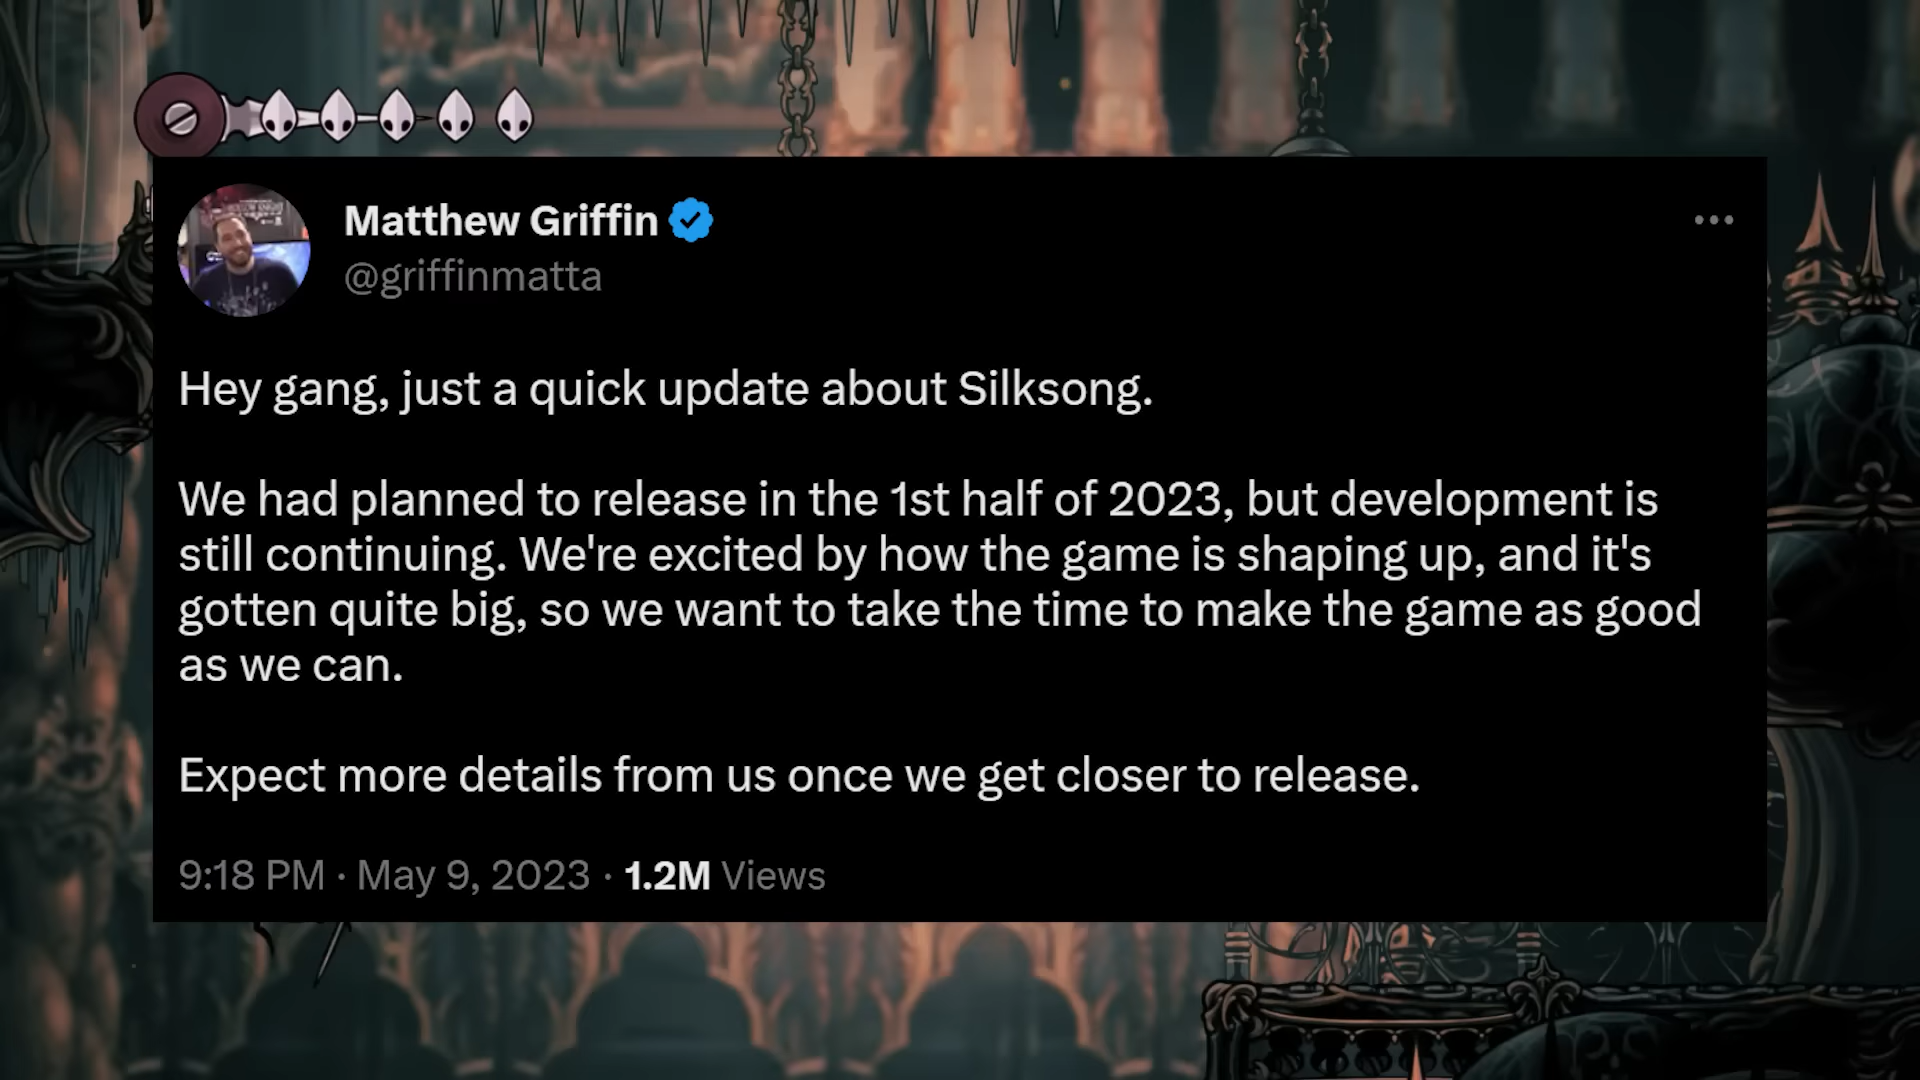 Matthew Griffin
@griffinmatta
Hey gang, just a quick update about Silksong.
We had planned to release in the 1st half of 2023, but development is
still continuing. We're excited by how the game is shaping up, and it's
gotten quite big, so we want to take the time to make the game as good
as we can.
Expect more details from us once we get closer to release.
9:18 PM · May 9, 2023 · 1.2M Views